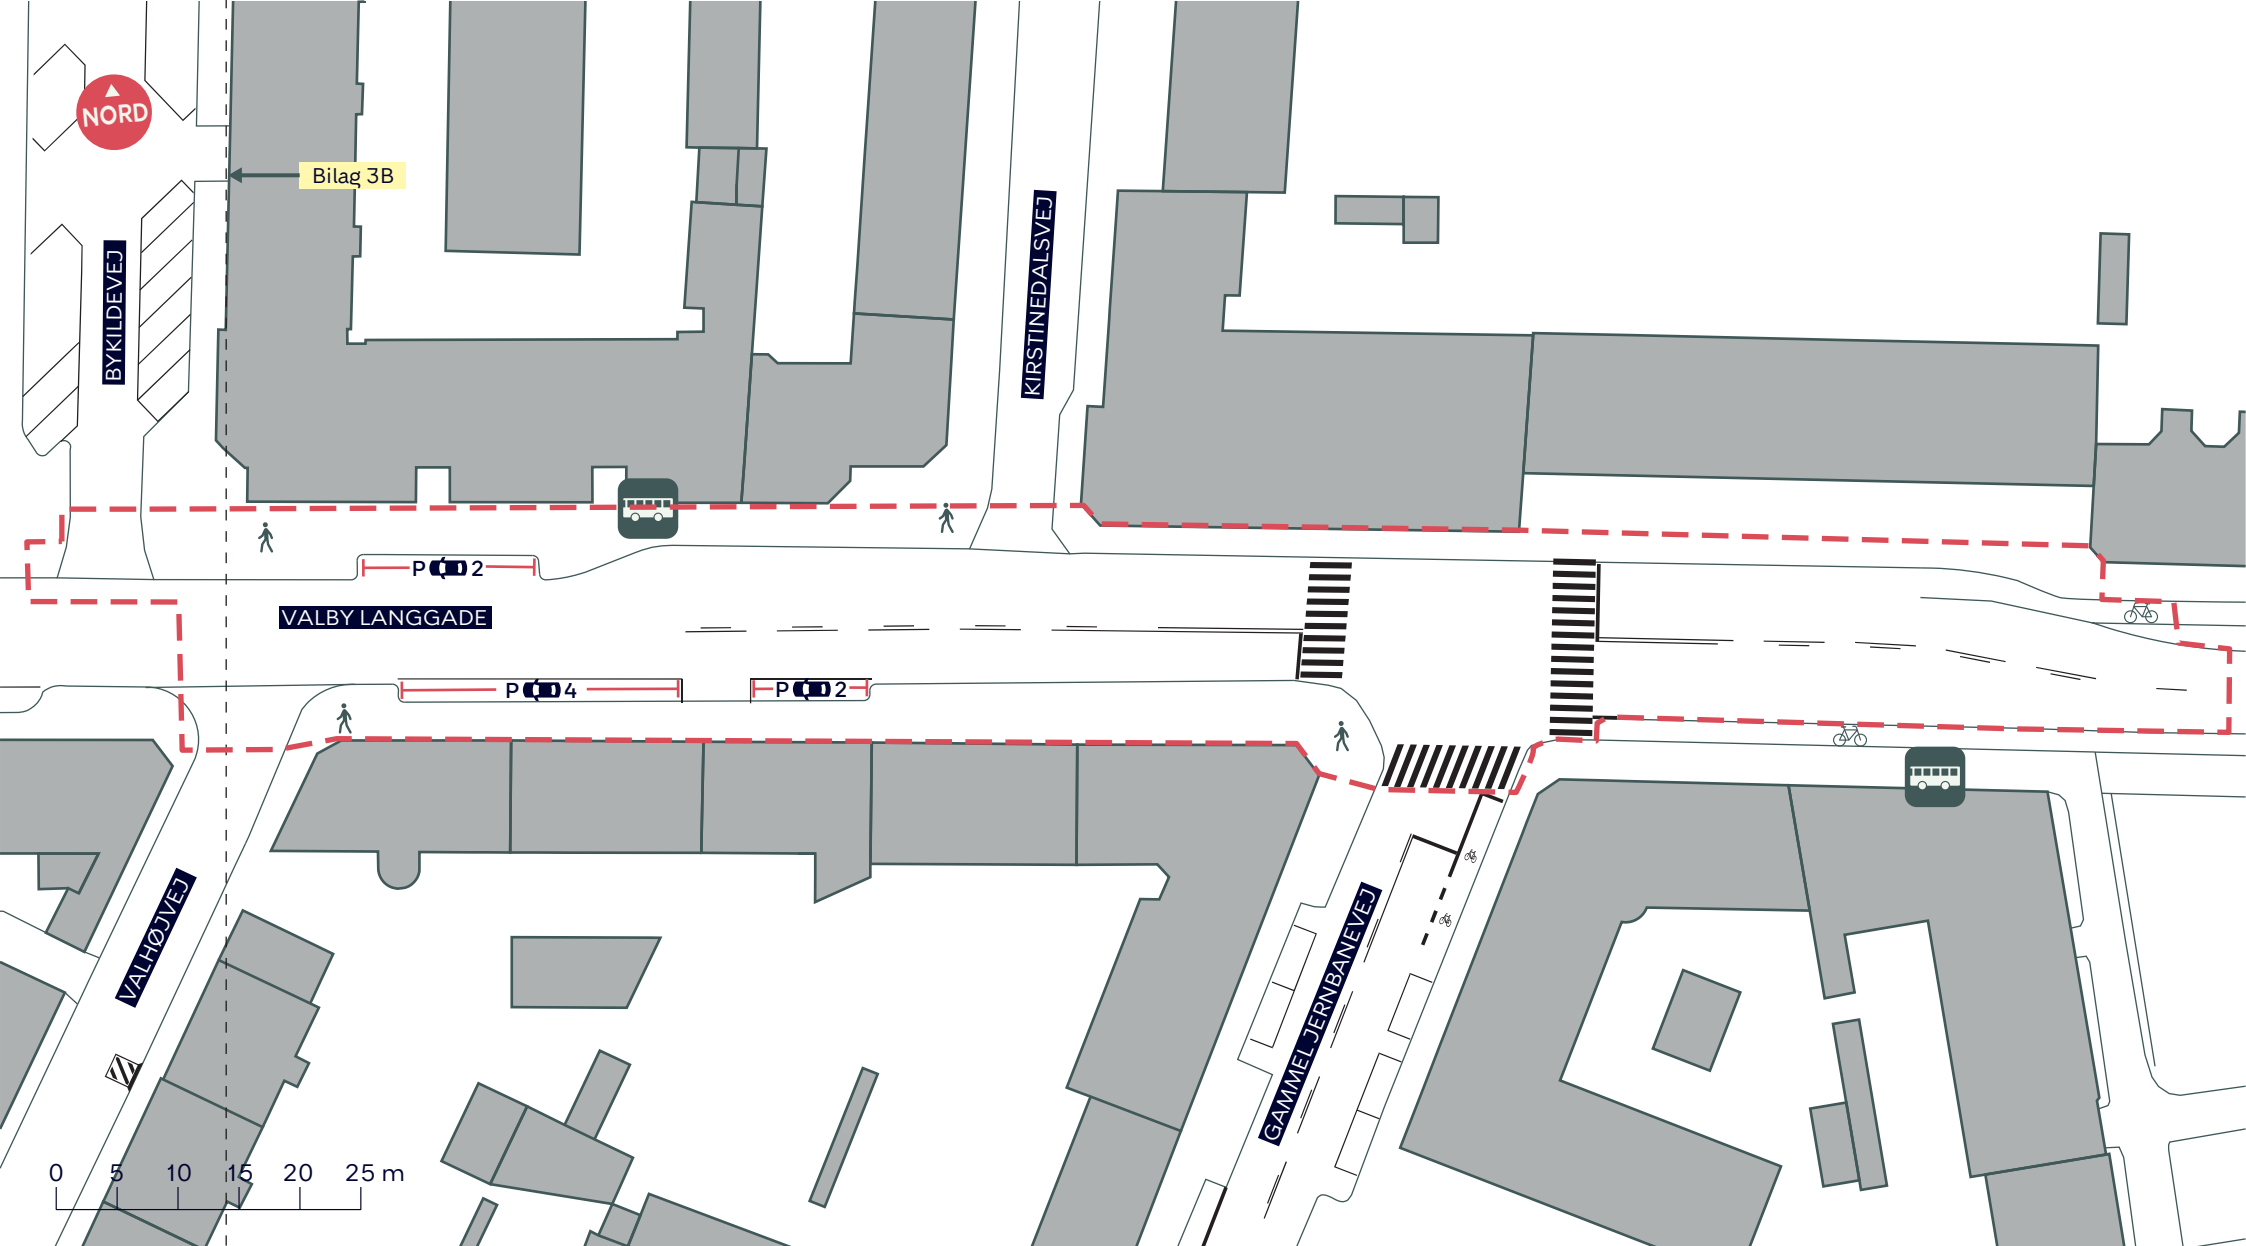 NORD
Bilag 3B
BYKILDEVEJ
KIRSTINEDALSVEJ
P 2
VALBY LANGGADE
P 4
P 2
VALHØJVEJ
GAMMEL JERNBANEVEJ
0 5 10 15 20 25 m